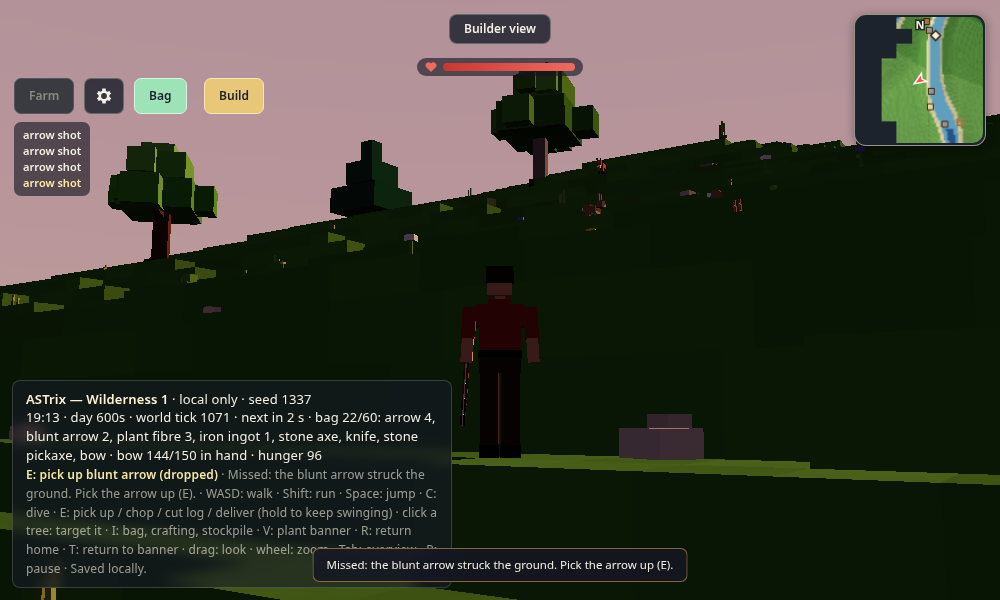 Builder view
N
Farm
Bag
Build
arrow shot
arrow shot
arrow shot
arrow shot
ASTrix — Wilderness 1 · local only · seed 1337
19:13 · day 600s · world tick 1071 · next in 2 s · bag 22/60: arrow 4,
blunt arrow 2, plant fibre 3, iron ingot 1, stone axe, knife, stone
pickaxe, bow · bow 144/150 in hand · hunger 96
E: pick up blunt arrow (dropped) · Missed: the blunt arrow struck the
ground. Pick the arrow up (E). · WASD: walk · Shift: run · Space: jump · C:
dive · E: pick up / chop / cut log / deliver (hold to keep swinging) · click a
tree: target it · I: bag, crafting, stockpile · V: plant banner · R: return
home · T: return to banner · drag: look · wheel: zoom
pause · Saved locally.
Missed: the blunt arrow struck the ground. Pick the arrow up (E).